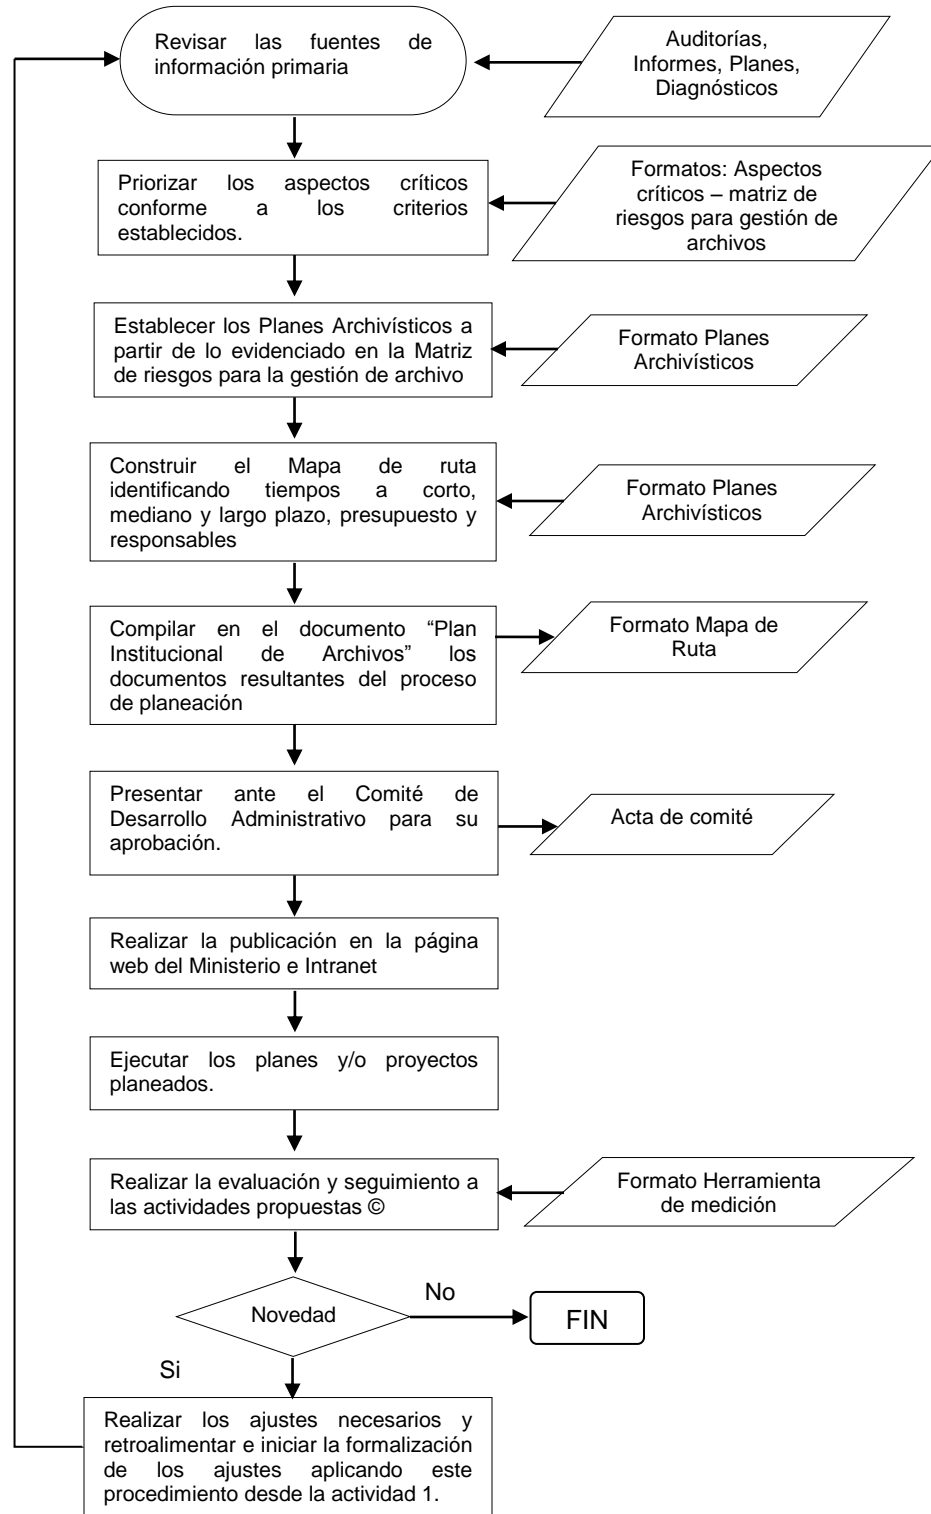 Revisar las fuentes de
información primaria
Auditorías,
Informes, Planes,
Diagnósticos
Priorizar los aspectos críticos
conforme a los criterios
establecidos.
Formatos: Aspectos
críticos – matriz de
riesgos para gestión de
archivos
Establecer los Planes Archivísticos a
partir de lo evidenciado en la Matriz
de riesgos para la gestión de archivo
Formato Planes
Archivísticos
Construir el Mapa de ruta
identificando tiempos a corto,
mediano y largo plazo, presupuesto y
responsables
Formato Planes
Archivísticos
Compilar en el documento “Plan
Institucional de Archivos” los
documentos resultantes del proceso
de planeación
Formato Mapa de
Ruta
Presentar ante el Comité de
Desarrollo Administrativo para su
aprobación.
Acta de comité
Realizar la publicación en la página
web del Ministerio e Intranet
Ejecutar los planes y/o proyectos
planeados.
Realizar la evaluación y seguimiento a
las actividades propuestas ©
Formato Herramienta
de medición
Novedad
No
FIN
Si
Realizar los ajustes necesarios y
retroalimentar e iniciar la formalización
de los ajustes aplicando este
procedimiento desde la actividad 1.